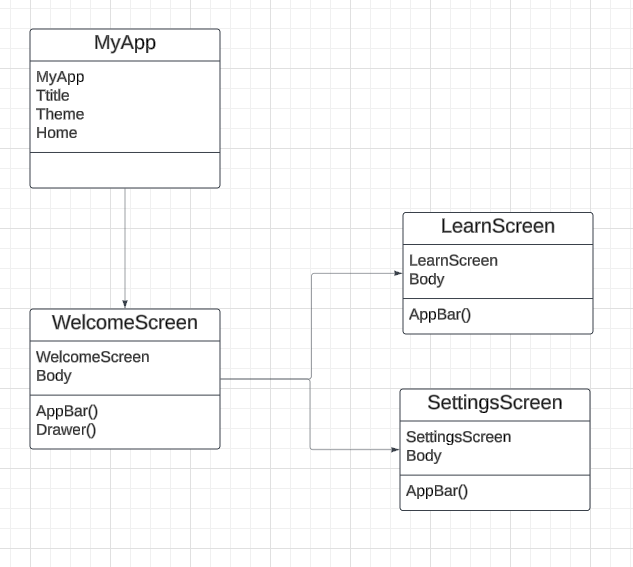 MyApp
MyApp
Ttitle
Theme
Home
WelcomeScreen
WelcomeScreen
Body
AppBar()
Drawer()
LearnScreen
LearnScreen
Body
AppBar()
SettingsScreen
SettingsScreen
Body
AppBar()